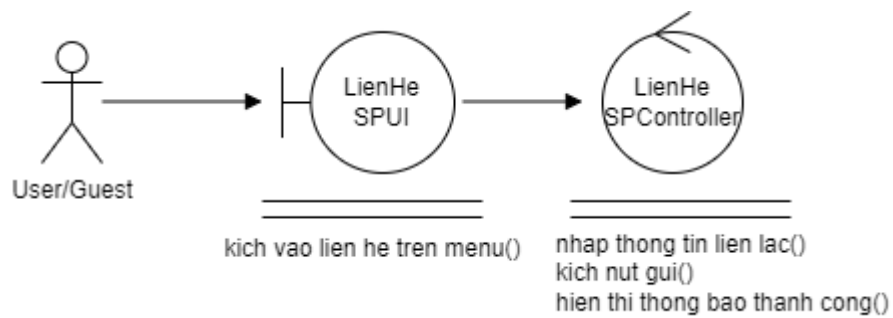 LienHe
SPUI
LienHe
SPController
User/Guest
kich vao lien he tren menu()
nhap thong tin lien lac()
kich nut gui()
hien thi thong bao thanh cong()